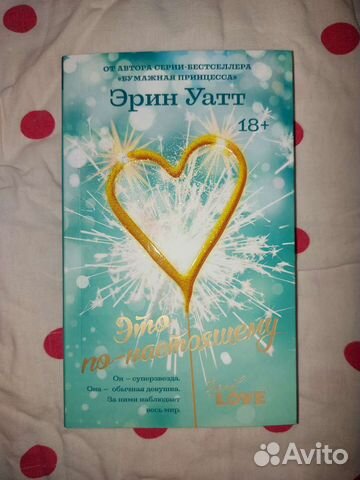 ОТ АВТОРА СЕРИИ-БЕСТСЕЛЛЕРА
«БУМАЖНАЯ ПРИНЦЕССА»
Эрин Уатт
18+
Это
по-настоящему
Он — суперзвезда.
Она — обычная девушка.
За ними наблюдает
весь мир.
LOVE
Avito